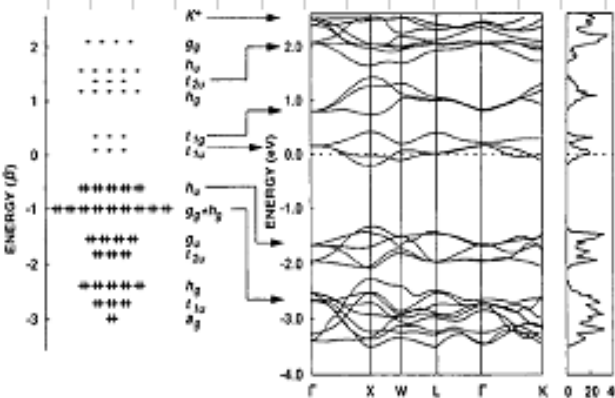 K+
g_g
h_u
t_2u
h_g
t_1g
t_1u
h_u
g_g+h_g
g_u
t_2u
h_g
t_1u
a_g
ENERGY (β)
2
1
0
-1
-2
-3
ENERGY (eV)
2.0
1.0
0.0
-1.0
-2.0
-3.0
-4.0
Γ X W L Γ K
0 20 4